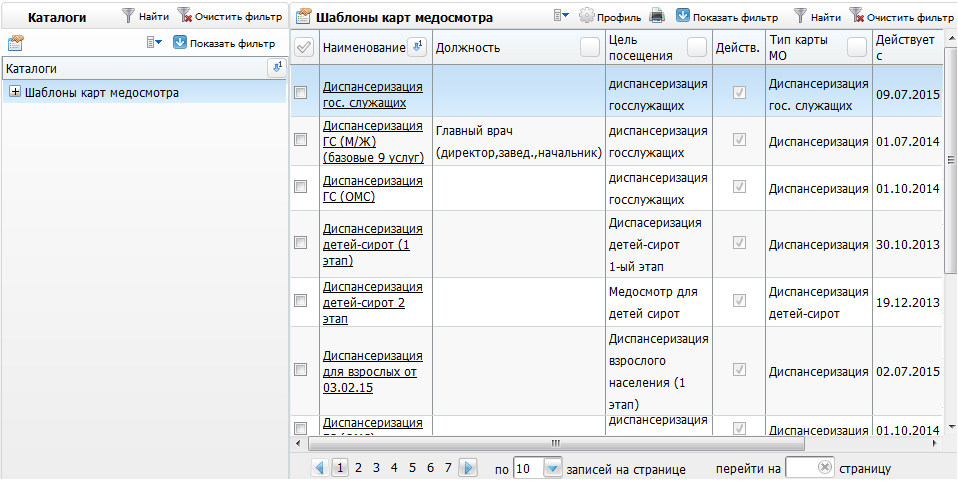 Каталоги
Найти
Очистить фильтр
Показать фильтр
Каталоги
Шаблоны карт медосмотра
Шаблоны карт медосмотра
Профиль
Показать фильтр
Найти
Очистить фильтр
Наименование
Должность
Цель
посещения
Действ.
Тип карты
МО
Действует
с
Диспансеризация
гос. служащих
диспансеризация
госслужащих
Диспансеризация
гос. служащих
09.07.2015
Диспансеризация
ГС (М/Ж)
(базовые 9 услуг)
Главный врач
(директор,завед.,начальник)
диспансеризация
госслужащих
Диспансеризация
01.07.2014
Диспансеризация
ГС (ОМС)
диспансеризация
госслужащих
Диспансеризация
01.10.2014
Диспансеризация
детей-сирот (1
этап)
Диспасеризация
детей-сирот
1-ый этап
Диспансеризация
30.10.2013
Диспансеризация
детей-сирот 2
этап
Медосмотр для
детей сирот
Диспансеризация
детей-сирот
19.12.2013
Диспансеризация
для взрослых от
03.02.15
Диспансеризация
взрослого
населения (1
этап)
Диспансеризация
02.07.2015
Диспансеризация
диспансеризация
Диспансеризация
01.10.2014
1 2 3 4 5 6 7
по 10 записей на странице
перейти на страницу